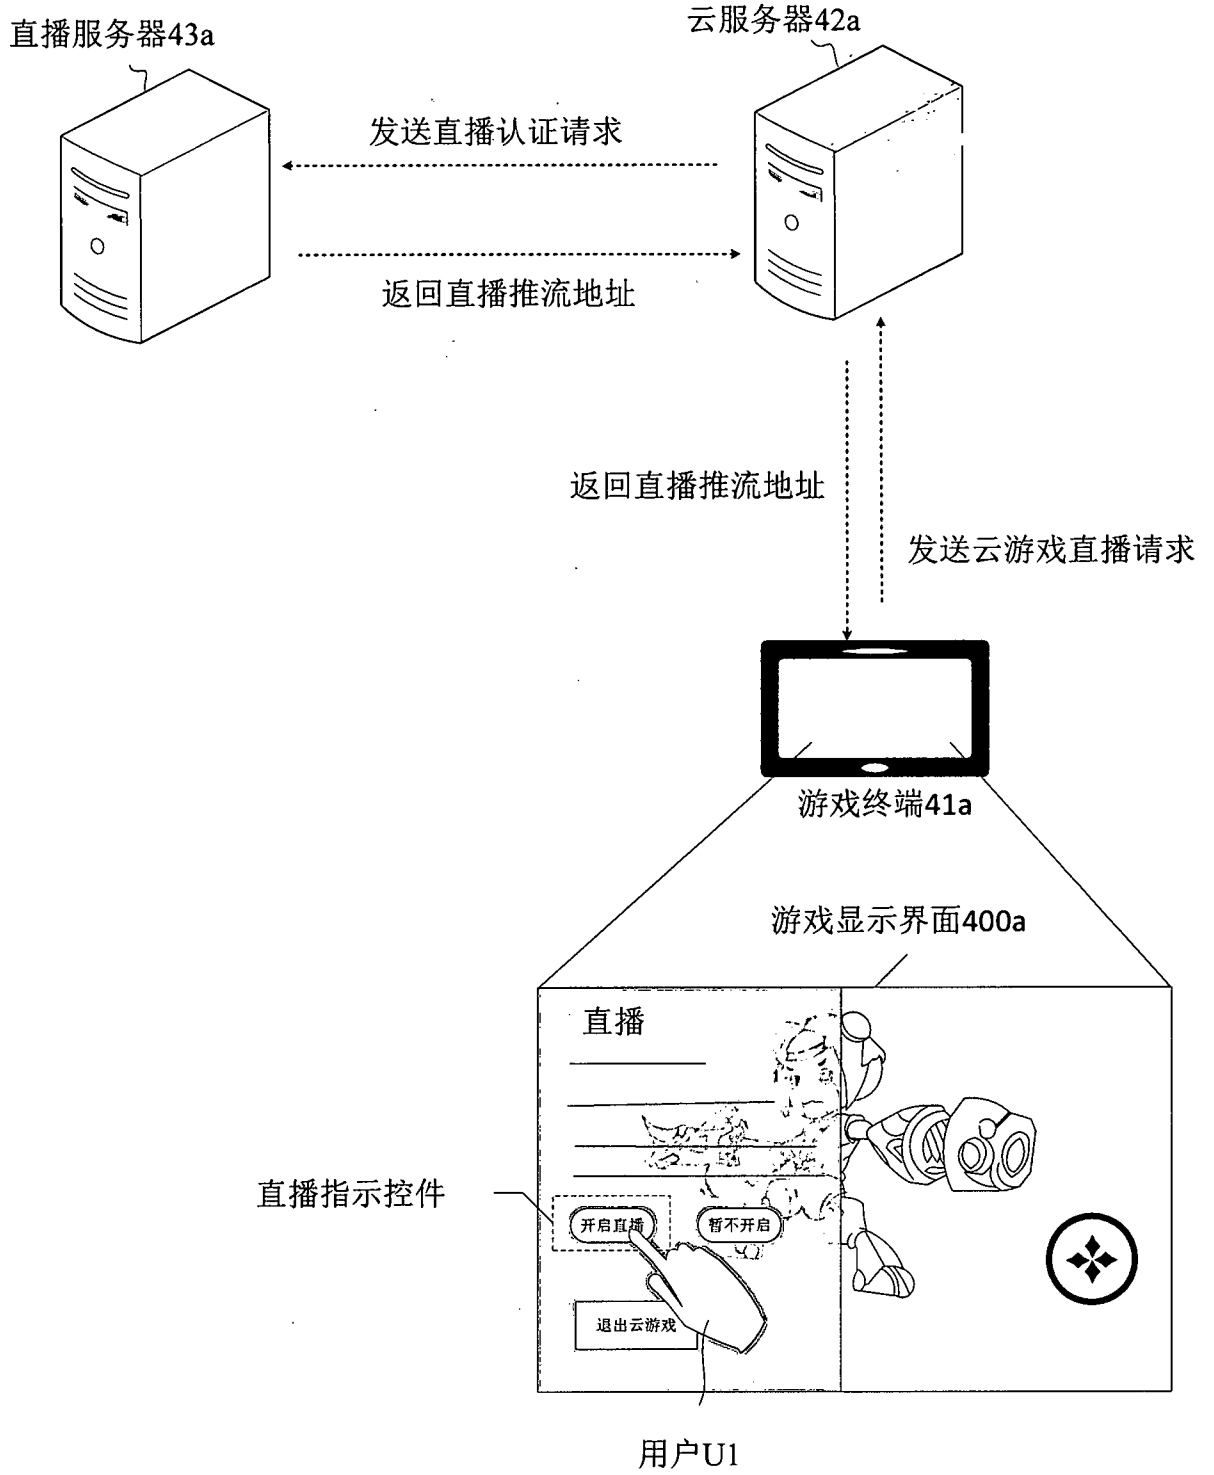 直播服务器43a
云服务器42a
发送直播认证请求
返回直播推流地址
返回直播推流地址
发送云游戏直播请求
游戏终端41a
游戏显示界面400a
直播
直播指示控件
开启直播
暂不开启
退出云游戏
用户U1